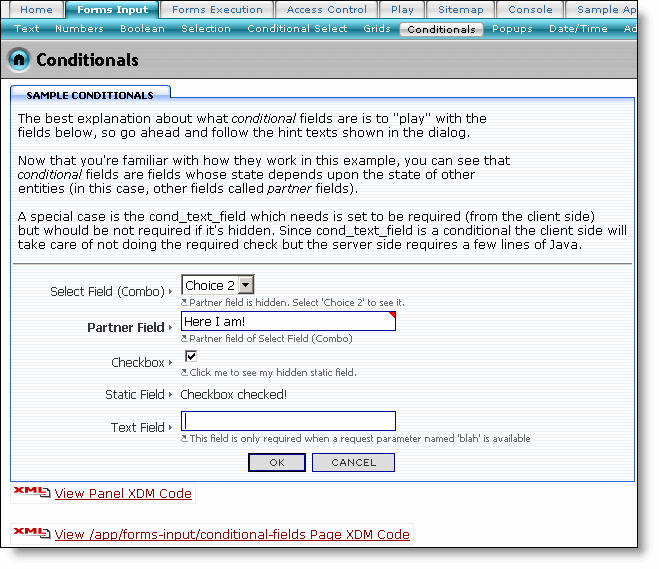 Home Forms Input Forms Execution Access Control Play Sitemap Console Sample Ap
Text Numbers Boolean Selection Conditional Select Grids Conditionals Popups Date/Time Ad
Conditionals
SAMPLE CONDITIONALS
The best explanation about what conditional fields are is to "play" with the
fields below, so go ahead and follow the hint texts shown in the dialog.
Now that you're familiar with how they work in this example, you can see that
conditional fields are fields whose state depends upon the state of other
entities (in this case, other fields called partner fields).
A special case is the cond_text_field which needs is set to be required (from the client side)
but whould be not required if it's hidden. Since cond_text_field is a conditional the client side will
take care of not doing the required check but the server side requires a few lines of Java.
Select Field (Combo) Choice 2
Partner field is hidden. Select 'Choice 2' to see it.
Partner Field Here I am!
Partner field of Select Field (Combo)
Checkbox
Click me to see my hidden static field.
Static Field Checkbox checked!
Text Field
This field is only required when a request parameter named 'blah' is available
OK CANCEL
XML View Panel XDM Code
XML View /app/forms-input/conditional-fields Page XDM Code